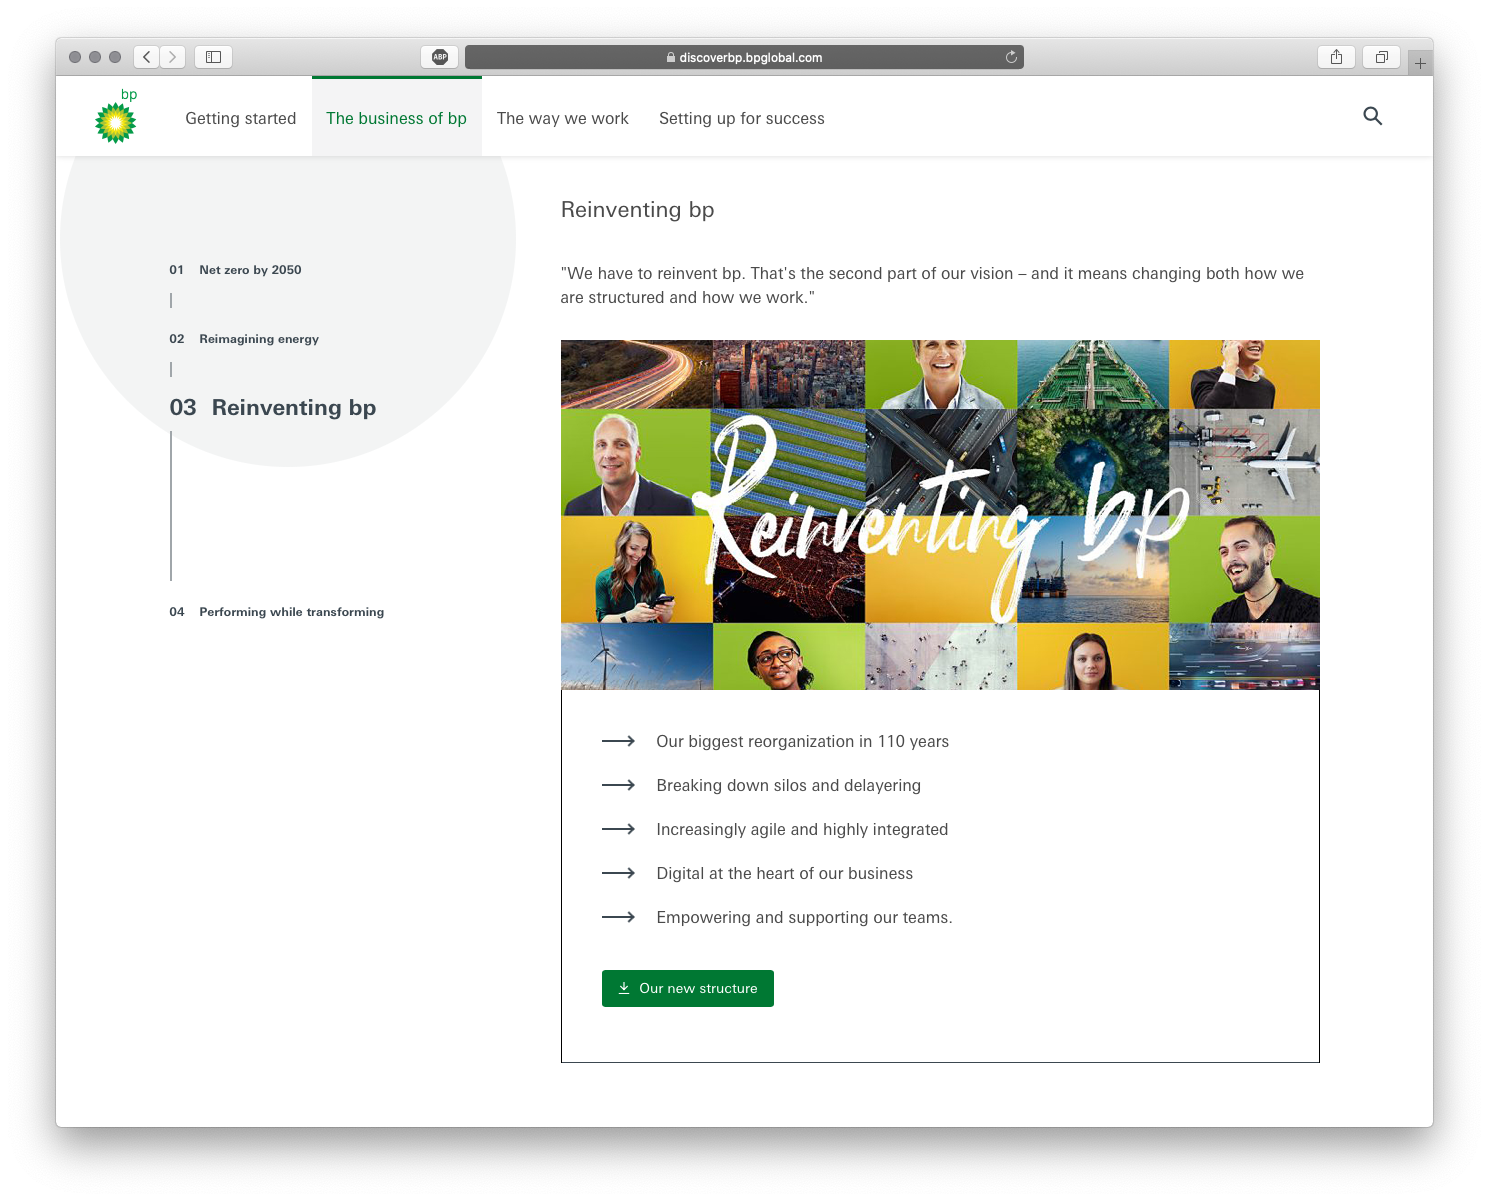 ABP
discoverbp.bpglobal.com
bp
Getting started
The business of bp
The way we work
Setting up for success
01 Net zero by 2050
02 Reimagining energy
03 Reinventing bp
04 Performing while transforming
Reinventing bp
"We have to reinvent bp. That's the second part of our vision – and it means changing both how we
are structured and how we work."
Reinventing bp
Our biggest reorganization in 110 years
Breaking down silos and delayering
Increasingly agile and highly integrated
Digital at the heart of our business
Empowering and supporting our teams.
Our new structure